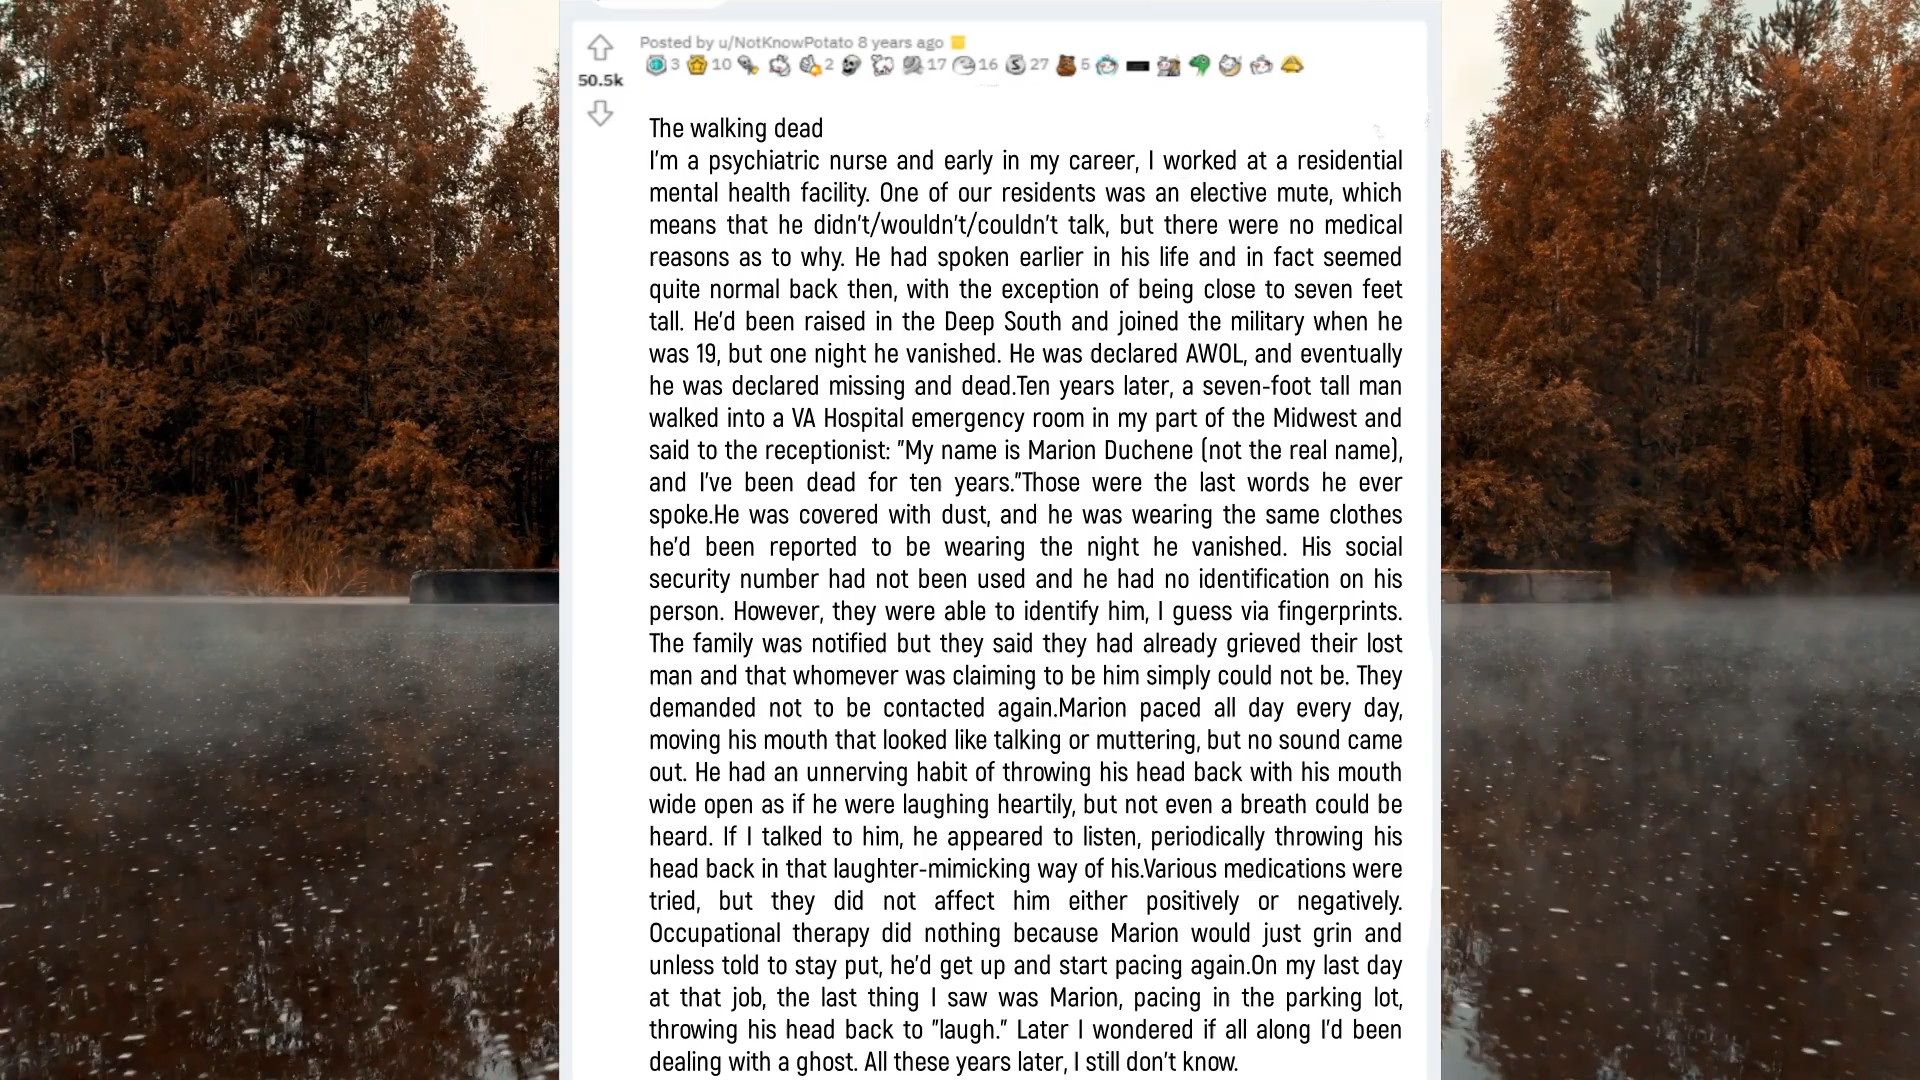 Posted by u/NotKnowPotato 8 years ago
3 10 2 17 16 27 5
50.5k
The walking dead
I'm a psychiatric nurse and early in my career, I worked at a residential
mental health facility. One of our residents was an elective mute, which
means that he didn't/wouldn't/couldn't talk, but there were no medical
reasons as to why. He had spoken earlier in his life and in fact seemed
quite normal back then, with the exception of being close to seven feet
tall. He'd been raised in the Deep South and joined the military when he
was 19, but one night he vanished. He was declared AWOL, and eventually
he was declared missing and dead.Ten years later, a seven-foot tall man
walked into a VA Hospital emergency room in my part of the Midwest and
said to the receptionist: "My name is Marion Duchene (not the real name),
and I've been dead for ten years."Those were the last words he ever
spoke.He was covered with dust, and he was wearing the same clothes
he'd been reported to be wearing the night he vanished. His social
security number had not been used and he had no identification on his
person. However, they were able to identify him, I guess via fingerprints.
The family was notified but they said they had already grieved their lost
man and that whomever was claiming to be him simply could not be. They
demanded not to be contacted again.Marion paced all day every day,
moving his mouth that looked like talking or muttering, but no sound came
out. He had an unnerving habit of throwing his head back with his mouth
wide open as if he were laughing heartily, but not even a breath could be
heard. If I talked to him, he appeared to listen, periodically throwing his
head back in that laughter-mimicking way of his.Various medications were
tried, but they did not affect him either positively or negatively.
Occupational therapy did nothing because Marion would just grin and
unless told to stay put, he'd get up and start pacing again.On my last day
at that job, the last thing I saw was Marion, pacing in the parking lot,
throwing his head back to "laugh." Later I wondered if all along I'd been
dealing with a ghost. All these years later, I still don't know.